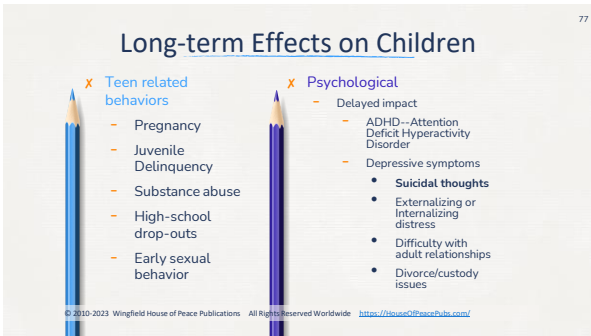 77
Long-term Effects on Children
✗ Teen related
behaviors
– Pregnancy
– Juvenile
Delinquency
– Substance abuse
– High-school
drop-outs
– Early sexual
behavior
✗ Psychological
– Delayed impact
– ADHD--Attention
Deficit Hyperactivity
Disorder
– Depressive symptoms
• Suicidal thoughts
• Externalizing or
Internalizing
distress
• Difficulty with
adult relationships
• Divorce/custody
issues
© 2010-2023 Wingfield House of Peace Publications All Rights Reserved Worldwide https://HouseOfPeacePubs.com/